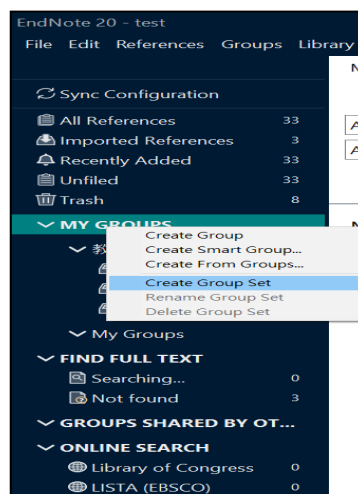 EndNote 20 - test
File Edit References Groups Library
Sync Configuration
All References 33
Imported References 3
Recently Added 33
Unfiled 33
Trash 8
MY GROUPS
Create Group
Create Smart Group...
Create From Groups...
Create Group Set
Rename Group Set
Delete Group Set
My Groups
FIND FULL TEXT
Searching... 0
Not found 3
GROUPS SHARED BY OT...
ONLINE SEARCH
Library of Congress 0
LISTA (EBSCO) 0